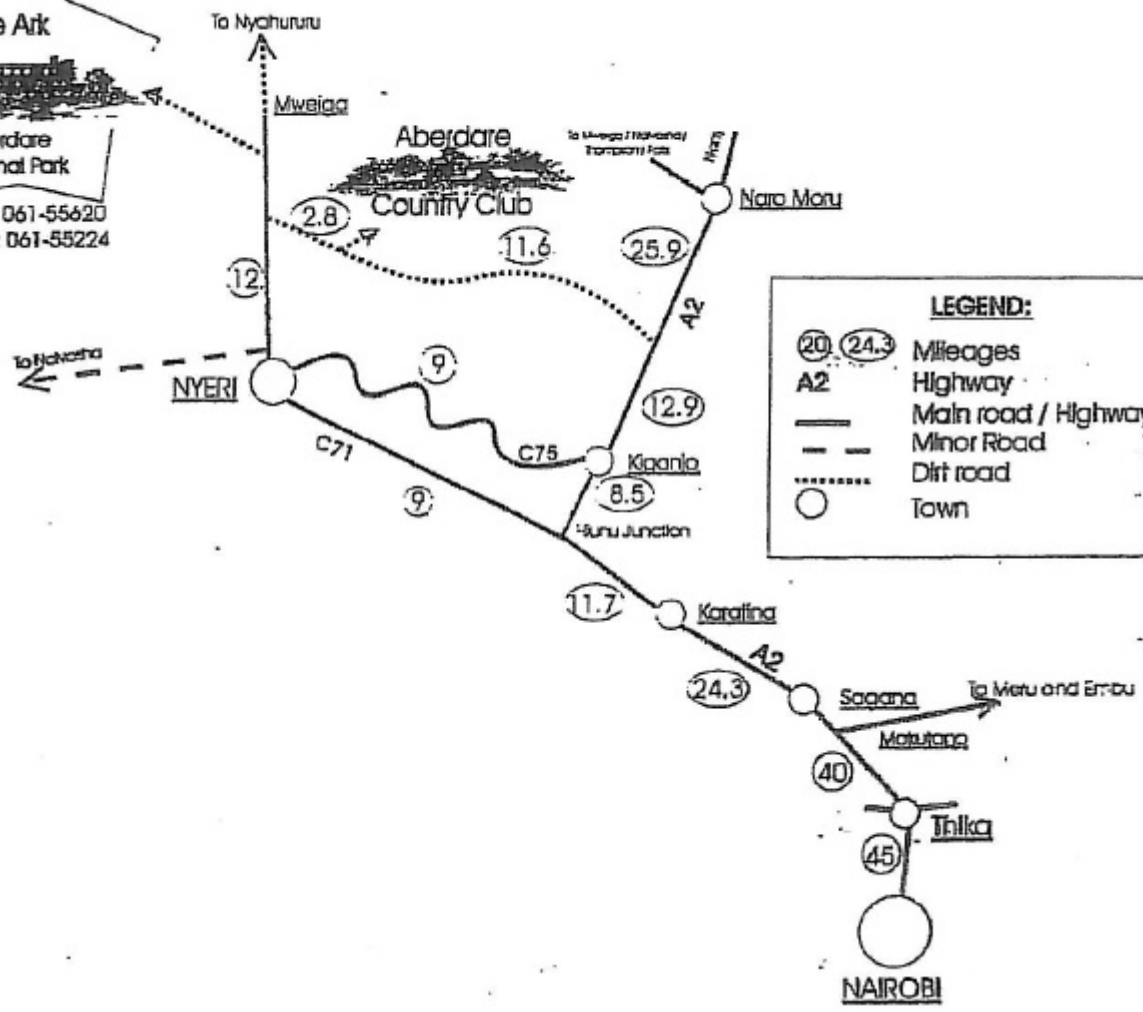 e Ark
rdare
nal Park
061-55620
061-55224
To Nyahururu
Mweiga
Aberdare
Country Club
2.8
11.6
12
To Naivasha
NYERI
9
C71
C75
9
Thompsons Falls
Naro Moru
25.9
A2
12.9
Kiganjo
8.5
Junction
11.7
Karatina
A2
24.3
Sagana
To Meru and Embu
Makutano
40
Thika
45
NAIROBI
LEGEND:
20 24.3 Mileages
A2 Highway
Main road / Highway
Minor Road
Dirt road
Town